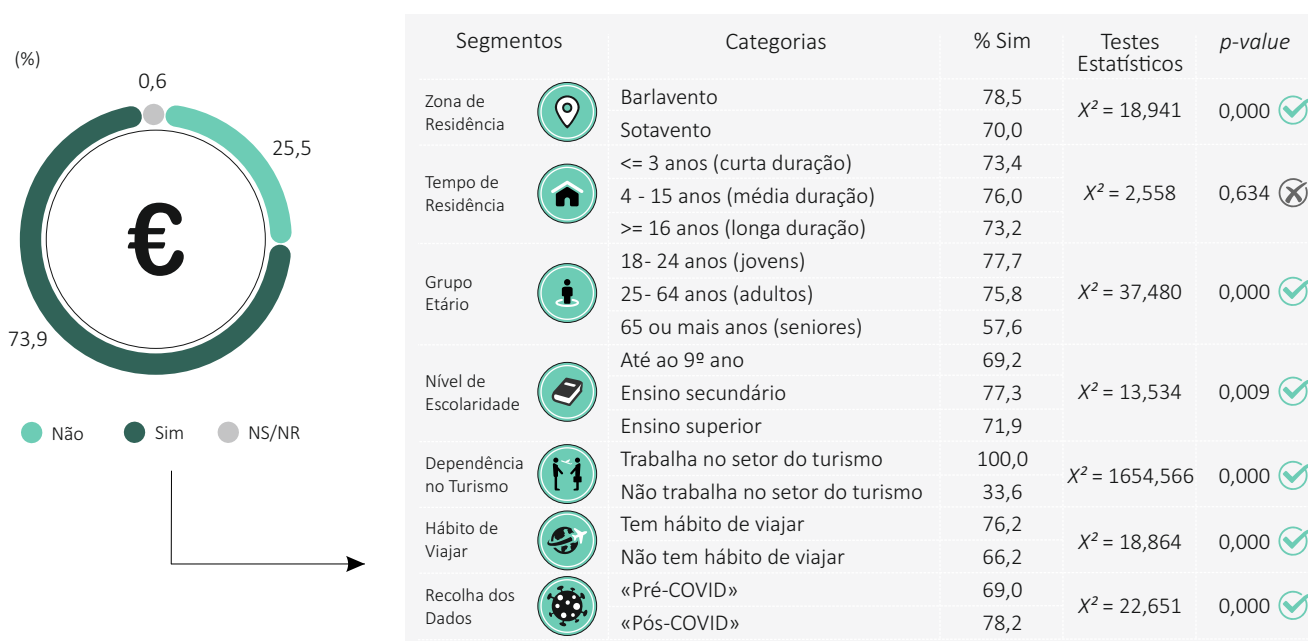 (%)
0,6
25,5
€
73,9
Não
Sim
NS/NR
Segmentos
Categorias
% Sim
Testes
Estatísticos
p-value
Zona de
Residência
Barlavento
78,5
Sotavento
70,0
X² = 18,941
0,000
Tempo de
Residência
<= 3 anos (curta duração)
73,4
4 - 15 anos (média duração)
76,0
>= 16 anos (longa duração)
73,2
X² = 2,558
0,634
Grupo
Etário
18- 24 anos (jovens)
77,7
25- 64 anos (adultos)
75,8
65 ou mais anos (seniores)
57,6
X² = 37,480
0,000
Nível de
Escolaridade
Até ao 9º ano
69,2
Ensino secundário
77,3
Ensino superior
71,9
X² = 13,534
0,009
Dependência
no Turismo
Trabalha no setor do turismo
100,0
Não trabalha no setor do turismo
33,6
X² = 1654,566
0,000
Hábito de
Viajar
Tem hábito de viajar
76,2
Não tem hábito de viajar
66,2
X² = 18,864
0,000
Recolha dos
Dados
«Pré-COVID»
69,0
«Pós-COVID»
78,2
X² = 22,651
0,000